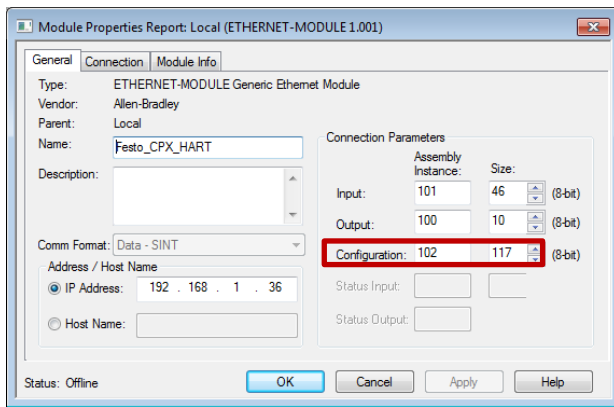 Module Properties Report: Local (ETHERNET-MODULE 1.001)
General Connection Module Info
Type: ETHERNET-MODULE Generic Ethernet Module
Vendor: Allen-Bradley
Parent: Local
Name: Festo_CPX_HART
Description:
Comm Format: Data - SINT
Address / Host Name
IP Address: 192 . 168 . 1 . 36
Host Name:
Connection Parameters
Assembly
Instance: Size:
Input: 101 46 (8-bit)
Output: 100 10 (8-bit)
Configuration: 102 117 (8-bit)
Status Input:
Status Output:
Status: Offline OK Cancel Apply Help